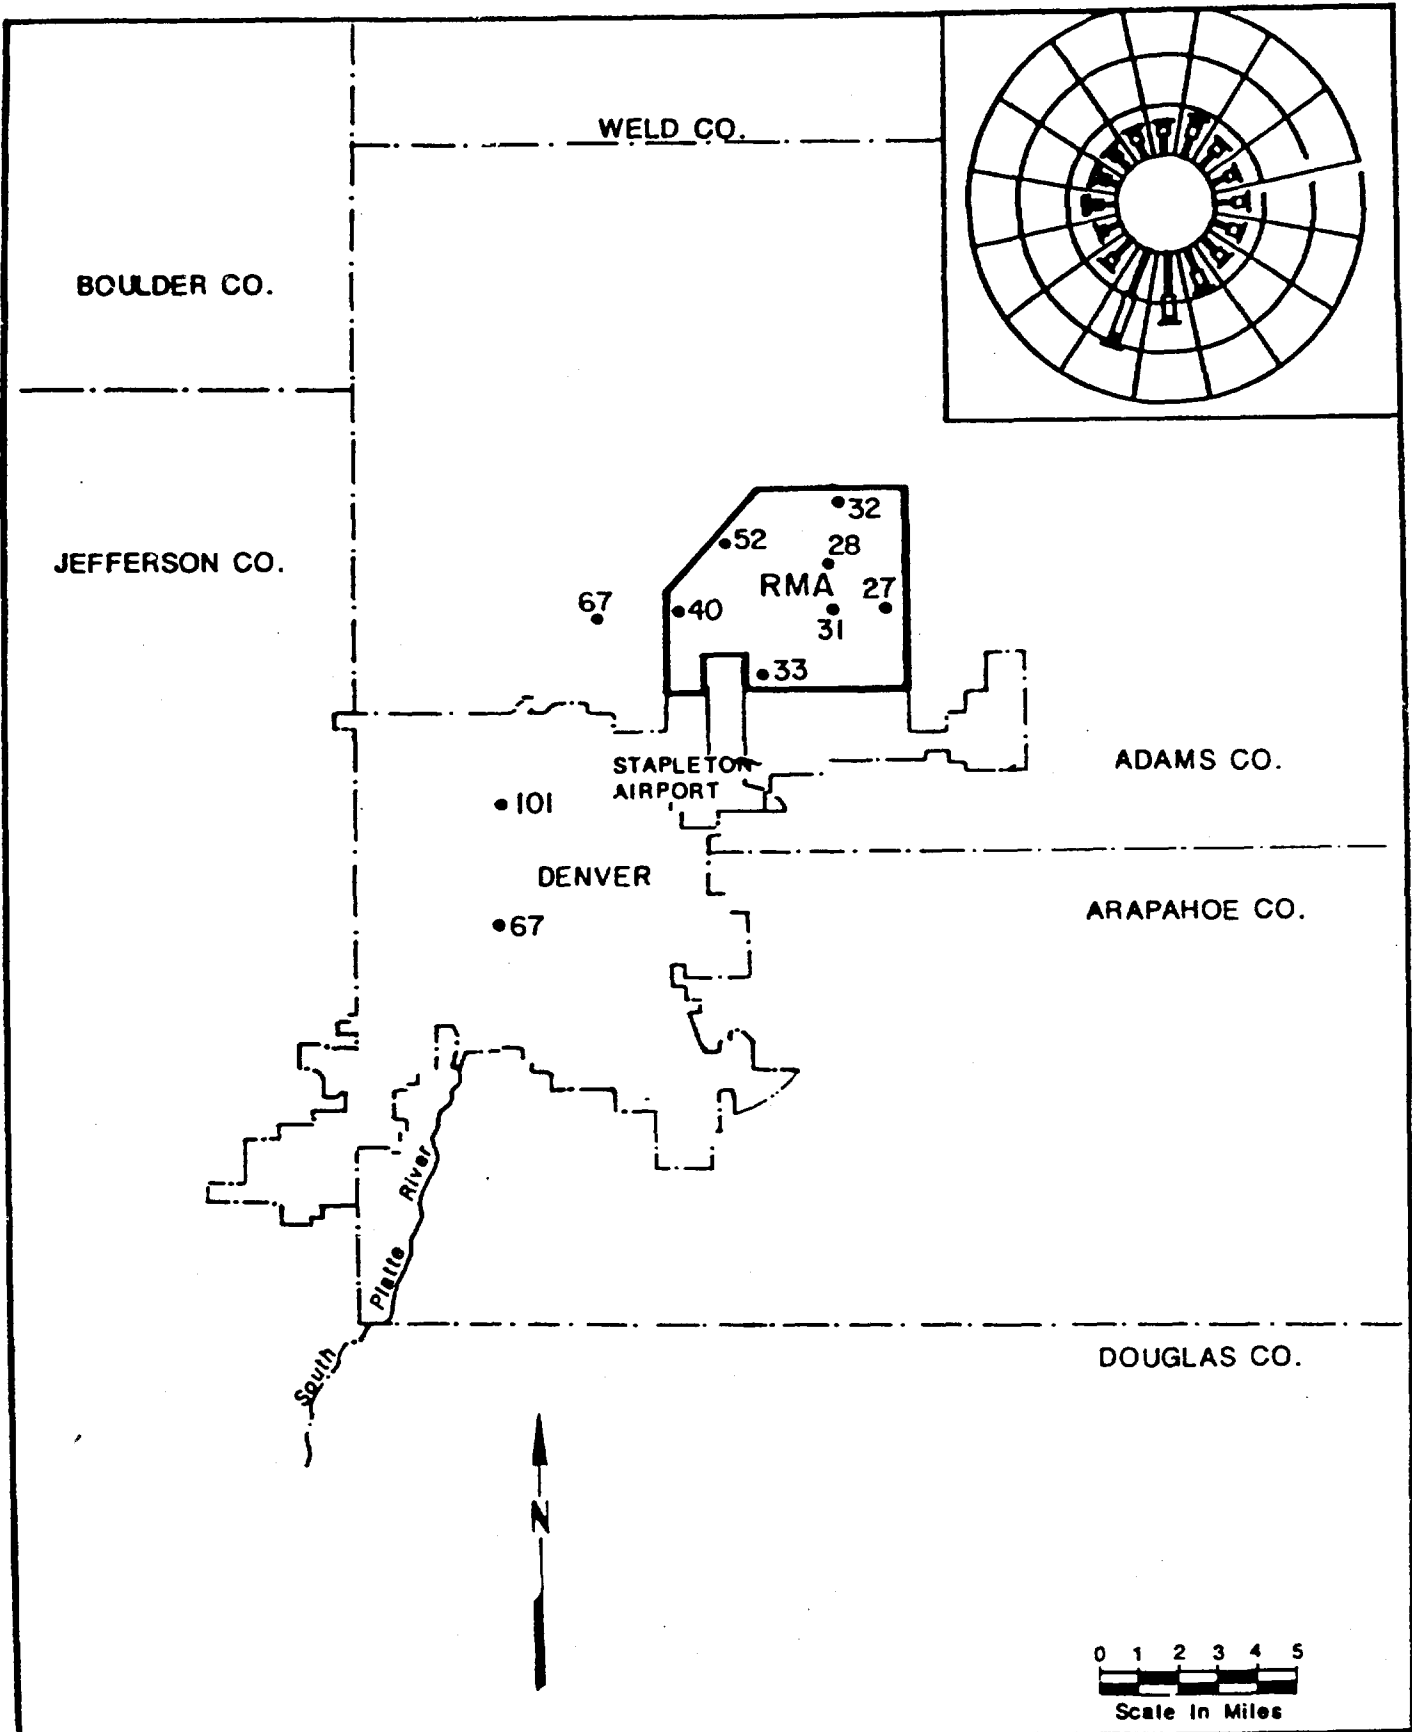 WELD CO.
BOULDER CO.
JEFFERSON CO.
32
52
28
RMA
27
67
40
31
33
STAPLETON
AIRPORT
ADAMS CO.
101
DENVER
ARAPAHOE CO.
67
South Platte River
DOUGLAS CO.
N
0 1 2 3 4 5
Scale In Miles